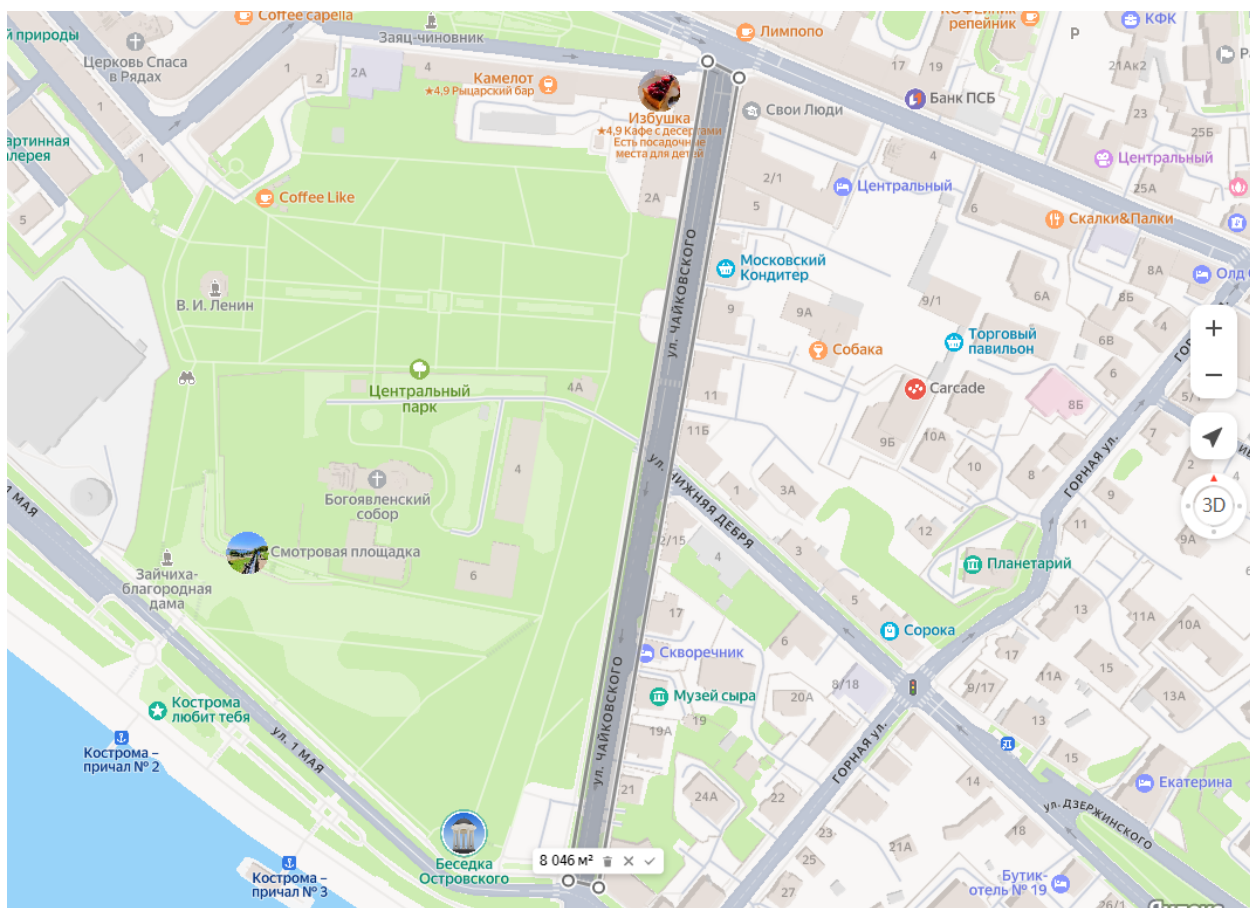 Coffee capella
Заяц-чиновник
КФК
репейник
Лимпопо
P
й природы
Церковь Спаса
в Рядах
1
2
2А
4
17
19
21Ак2
Камелот
★4,9 Рыцарский бар
Банк ПСБ
23
25Б
1
Избушка
★4,9 Кафе с десертами
Есть посадочные
места для детей
Свои Люди
артинная
алерея
1
4
Центральный
25А
2/1
Центральный
Coffee Like
2А
5
6
Скалки&Палки
5
ул. ЧАЙКОВСКОГО
Московский
Кондитер
8А
Олд
В. И. Ленин
9
9А
9/1
6А
8Б
4
Торговый
павильон
6В
Собака
Центральный
парк
4А
11
Carcade
8Б
5/1
11Б
9Б
10А
7
4
Богоявленский
собор
ул. НИЖНЯЯ ДЕБРЯ
1
3А
10
8
ГОРНАЯ УЛ.
9
2
4
3D
1 МАЯ
12
11
2/15
9А
Смотровая площадка
4
3
Планетарий
Зайчиха-
благородная
дама
6
5
13
11А
10А
17
6
Сорока
Скворечник
17
15
11А
8/18
9/17
13А
Кострома
любит тебя
Музей сыра
20А
19
13
19А
ул. 1 МАЯ
ул. ЧАЙКОВСКОГО
ГОРНАЯ УЛ.
15
Кострома –
причал № 2
14
Екатерина
21
24А
22
ул. ДЗЕРЖИНСКОГО
18
25
21А
8 046 м²
Беседка
Островского
Кострома –
причал № 3
27
Бутик-
отель № 19
26/1